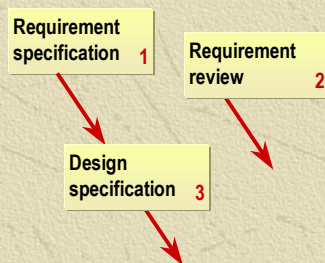 Requirement
specification 1
Requirement
review 2
Design
specification 3